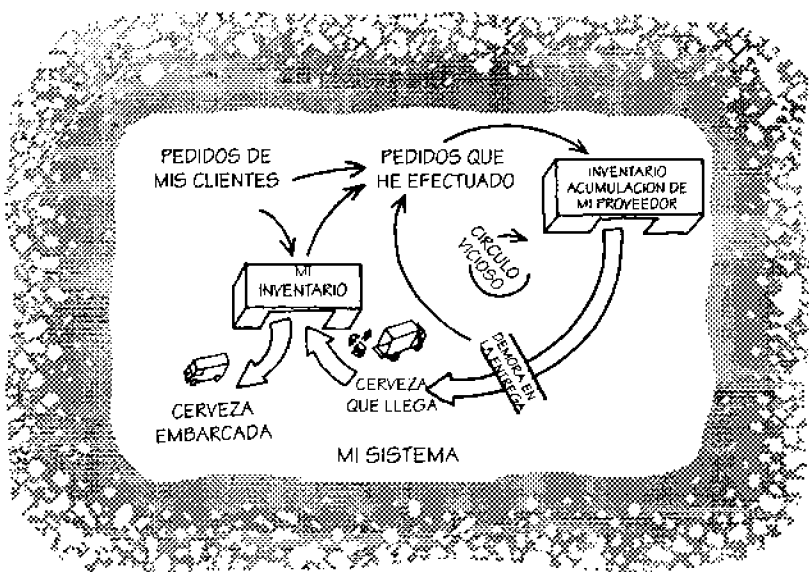 PEDIDOS DE
MIS CLIENTES
PEDIDOS QUE
HE EFECTUADO
INVENTARIO
ACUMULACION DE
MI PROVEEDOR
CIRCULO
VICIOSO
MI
INVENTARIO
DEMORA EN
LA ENTREGA
CERVEZA
QUE LLEGA
CERVEZA
EMBARCADA
MI SISTEMA